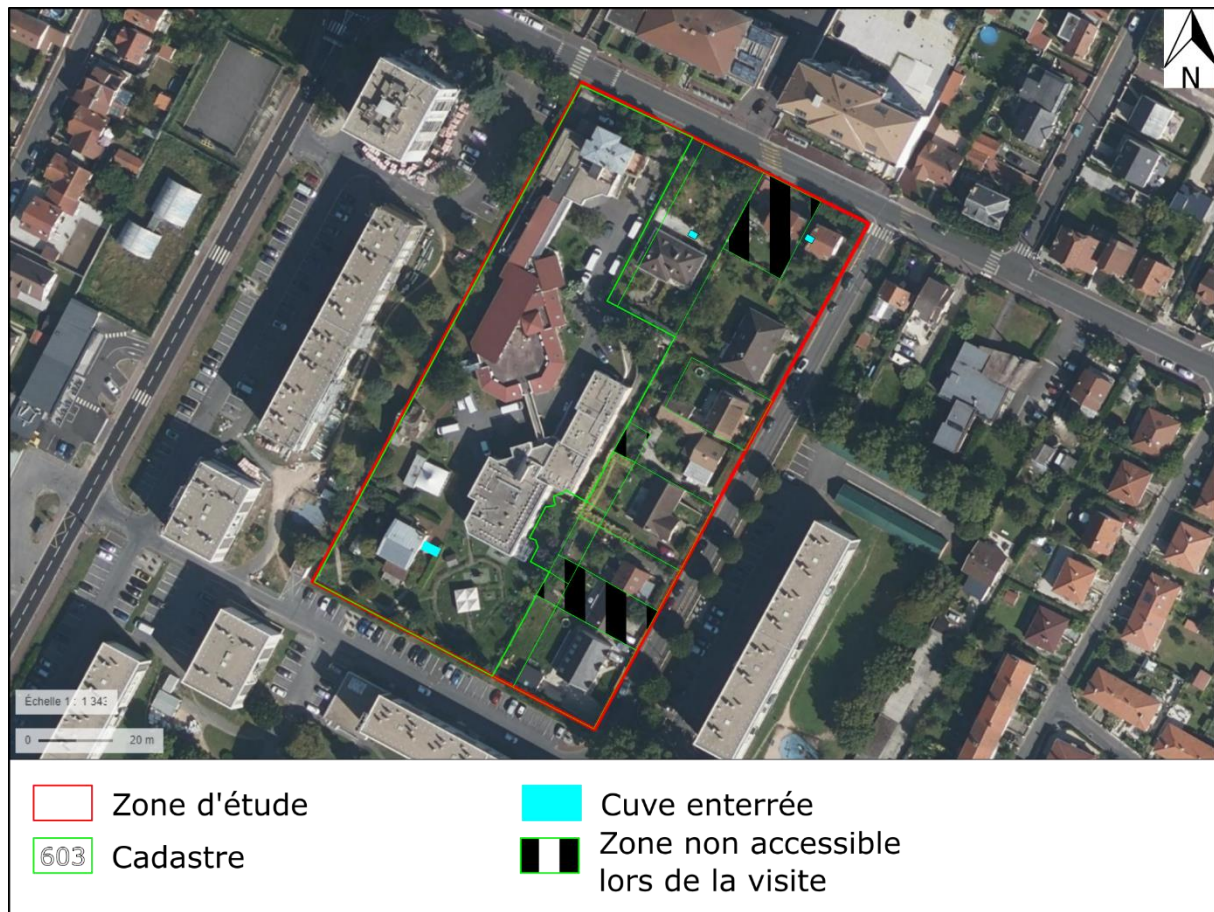 N
Échelle 1 : 1 343
0 20 m
Zone d'étude
Cuve enterrée
603 Cadastre
Zone non accessible
lors de la visite